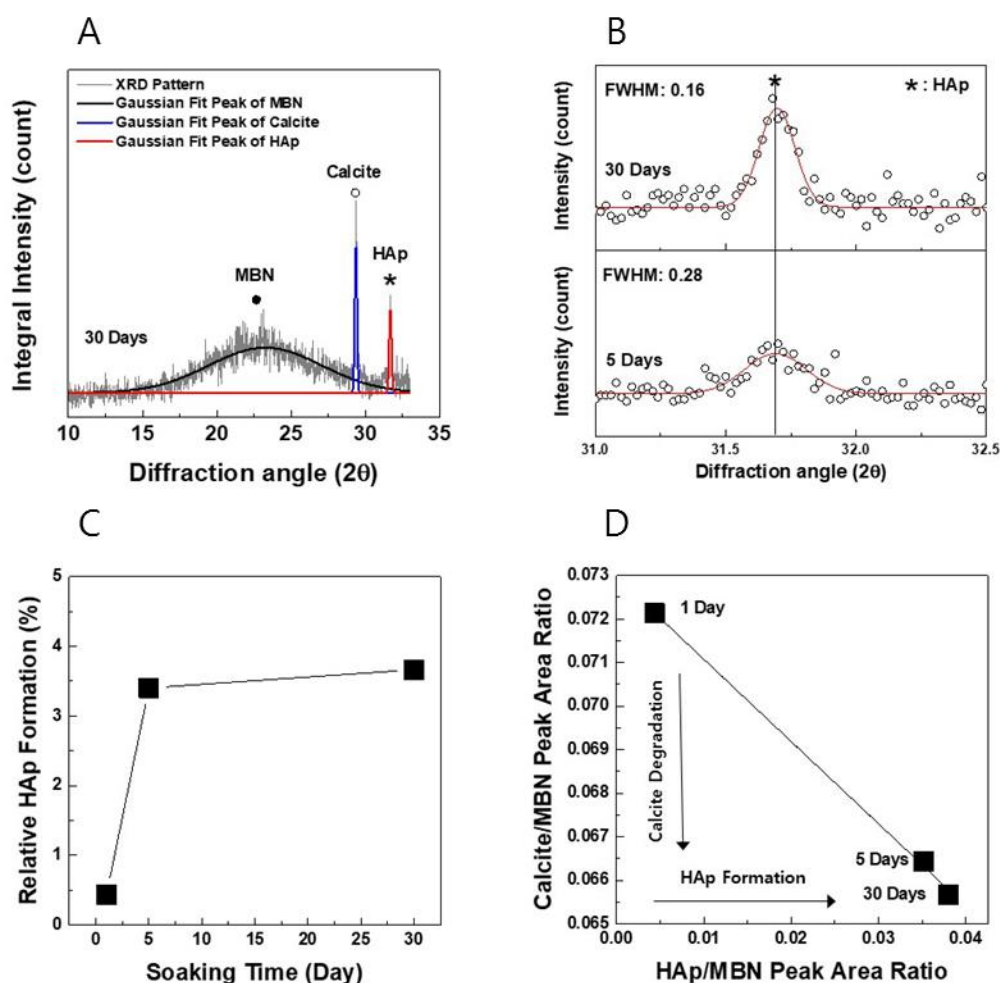 A
XRD Pattern
Gaussian Fit Peak of MBN
Gaussian Fit Peak of Calcite
Gaussian Fit Peak of HAp
Calcite
HAp
*
MBN
30 Days
Integral Intensity (count)
10 15 20 25 30 35
Diffraction angle (2θ)
B
FWHM: 0.16
*
*: HAp
30 Days
Intensity (count)
FWHM: 0.28
5 Days
Intensity (count)
31.0 31.5 32.0 32.5
Diffraction angle (2θ)
C
Relative HAp Formation (%)
5
4
3
2
1
0
0 5 10 15 20 25 30
Soaking Time (Day)
D
Calcite/MBN Peak Area Ratio
0.073
0.072
0.071
0.070
0.069
0.068
0.067
0.066
0.065
1 Day
Calcite Degradation
HAp Formation
5 Days
30 Days
0.00 0.01 0.02 0.03 0.04
HAp/MBN Peak Area Ratio